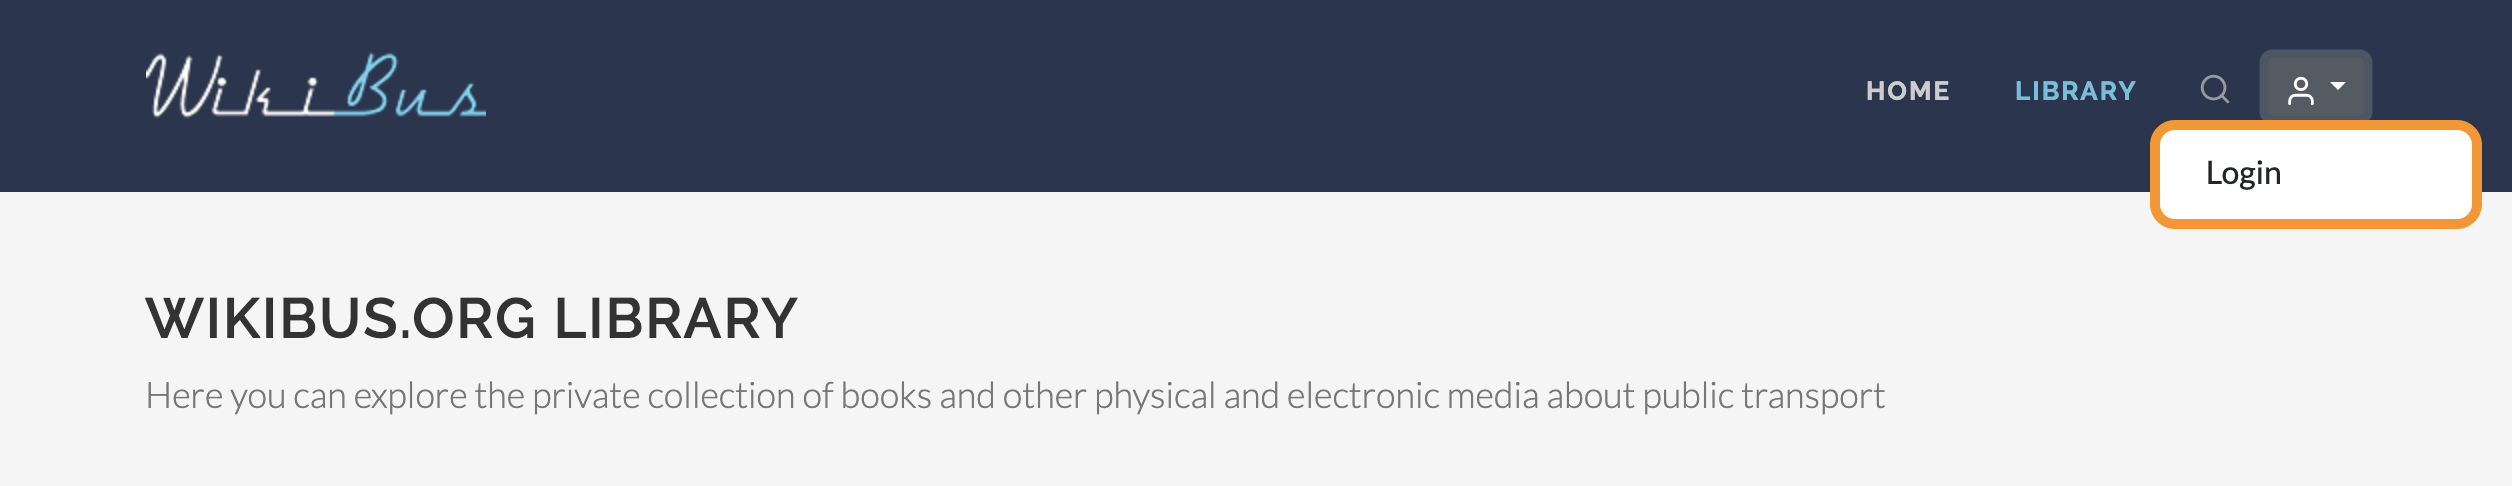 WikiBus
HOME
LIBRARY
Login
WIKIBUS.ORG LIBRARY
Here you can explore the private collection of books and other physical and electronic media about public transport